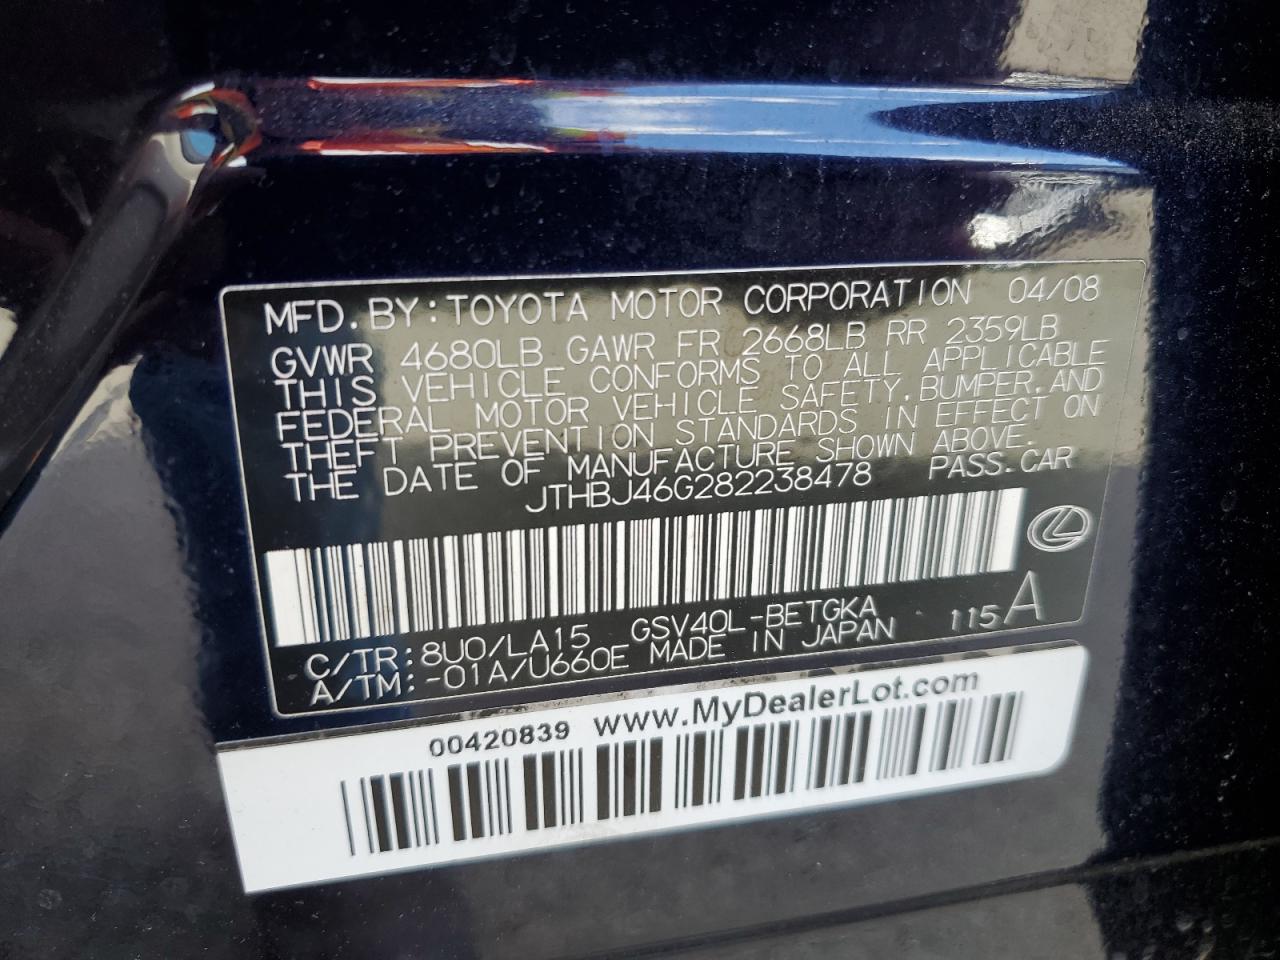 MFD. BY: TOYOTA MOTOR CORPORATION 04/08
GVWR 4680LB GAWR FR 2668LB RR 2359LB
THIS VEHICLE CONFORMS TO ALL APPLICABLE
FEDERAL MOTOR VEHICLE SAFETY, BUMPER, AND
THEFT PREVENTION STANDARDS IN EFFECT ON
THE DATE OF MANUFACTURE SHOWN ABOVE.
JTHBJ46G282238478 PASS. CAR
C/TR: 8U0/LA15 GSV40L-BETGKA 115A
A/TM: -01A/U660E MADE IN JAPAN
00420839 www.MyDealerLot.com